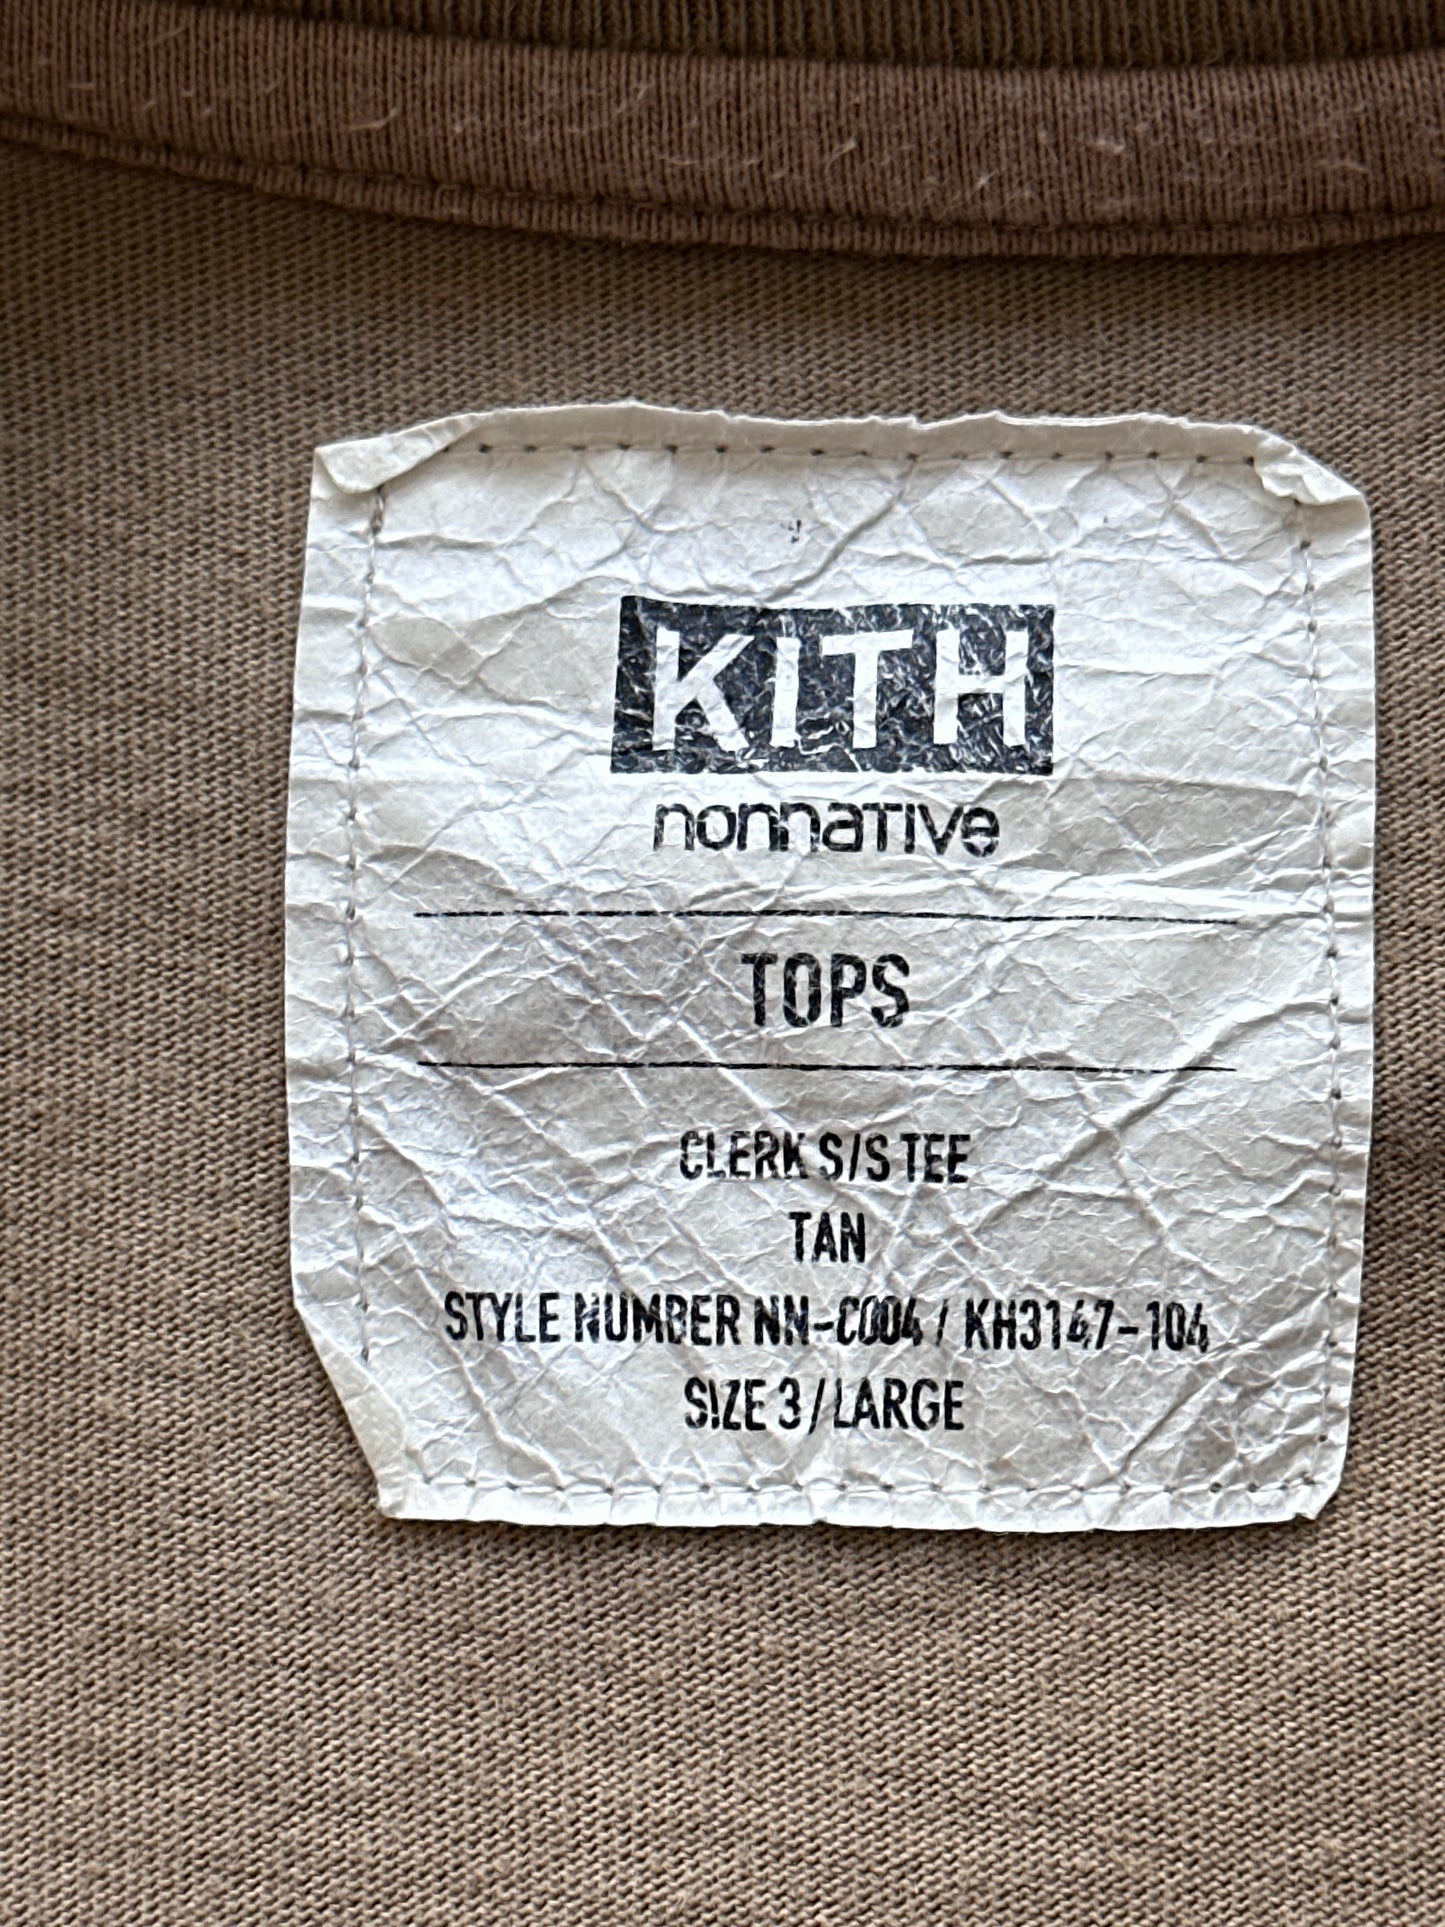 KITH
nonnative
TOPS
CLERK S/S TEE
TAN
STYLE NUMBER NN-C004 / KH3147-104
SIZE 3 / LARGE